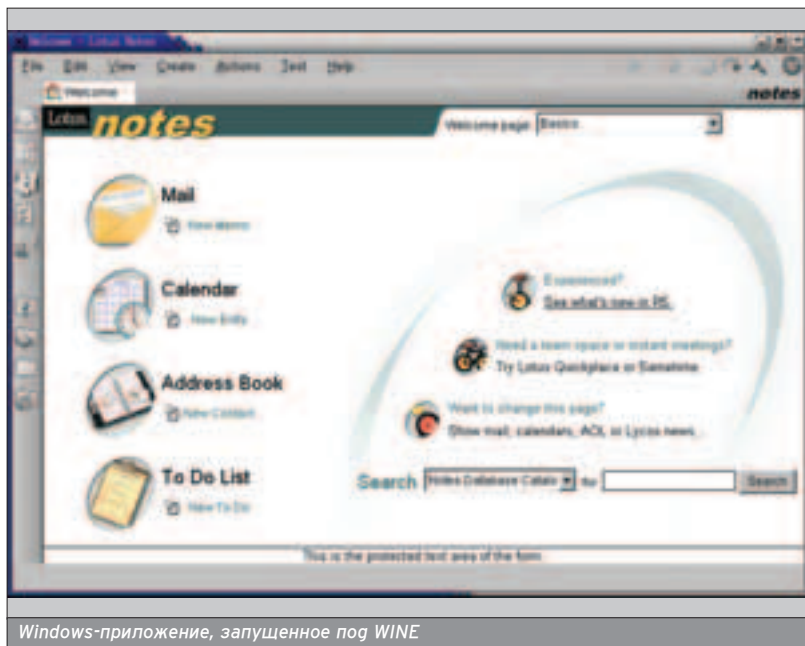 Welcome - Lotus Notes
File Edit View Create Actions Text Help
Welcome
notes
Lotus notes
Welcome page: Basics
Mail
New Memo
Calendar
New Entry
Address Book
New Contact
To Do List
New To Do
Experienced?
See what's new in R5.
Need a team space or instant meetings?
Try Lotus Quickplace or Sametime.
Want to change this page?
Show mail, calendars, AOL or Lycos news...
Search Notes Database Catalo for Search
This is the protected text area of the form.
Windows-приложение, запущенное под WINE